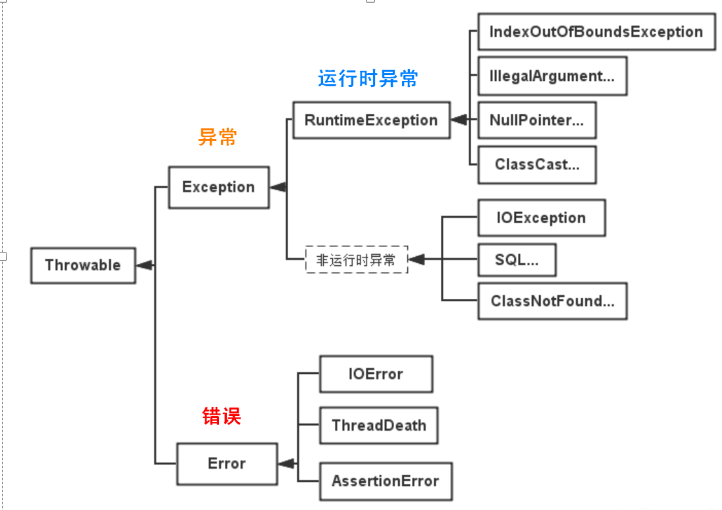 IndexOutOfBoundsException
运行时异常
IllegalArgument...
RuntimeException
NullPointer...
异常
ClassCast...
Exception
IOException
非运行时异常
SQL...
Throwable
ClassNotFound...
IOError
错误
ThreadDeath
Error
AssertionError